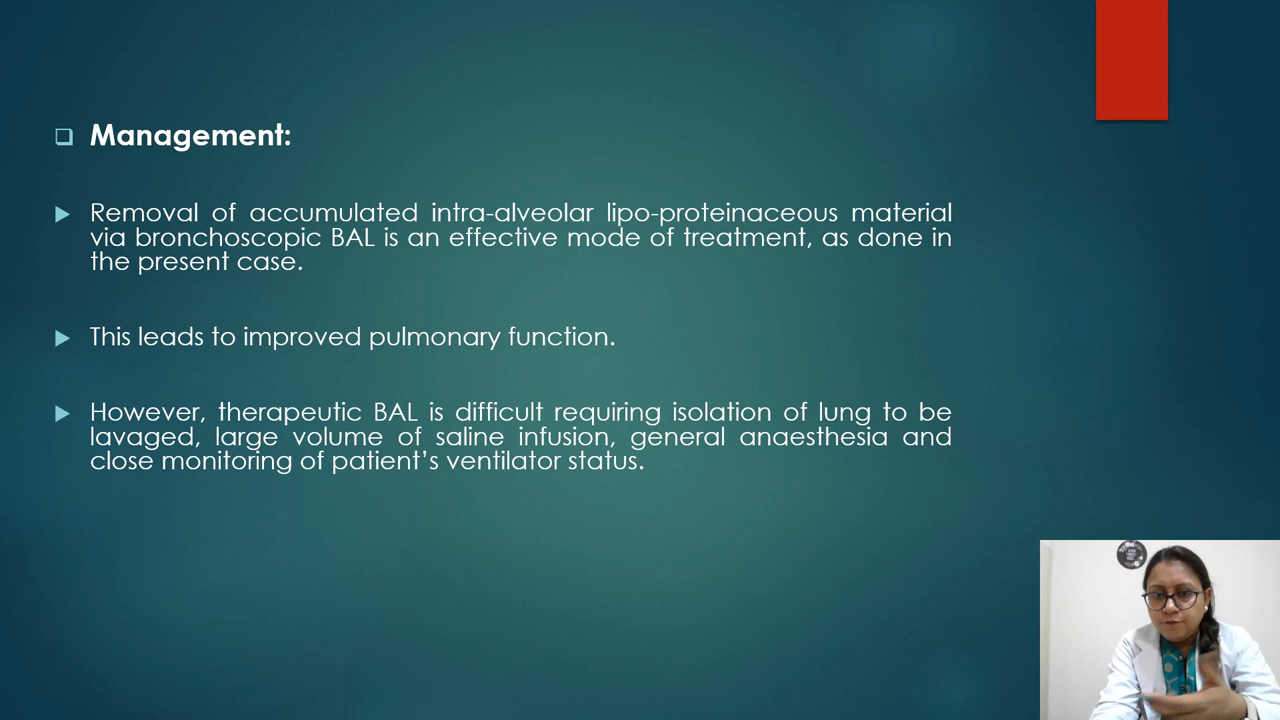 Management:
Removal of accumulated intra-alveolar lipo-proteinaceous material
via bronchoscopic BAL is an effective mode of treatment, as done in
the present case.
This leads to improved pulmonary function.
However, therapeutic BAL is difficult requiring isolation of lung to be
lavaged, large volume of saline infusion, general anaesthesia and
close monitoring of patient's ventilator status.